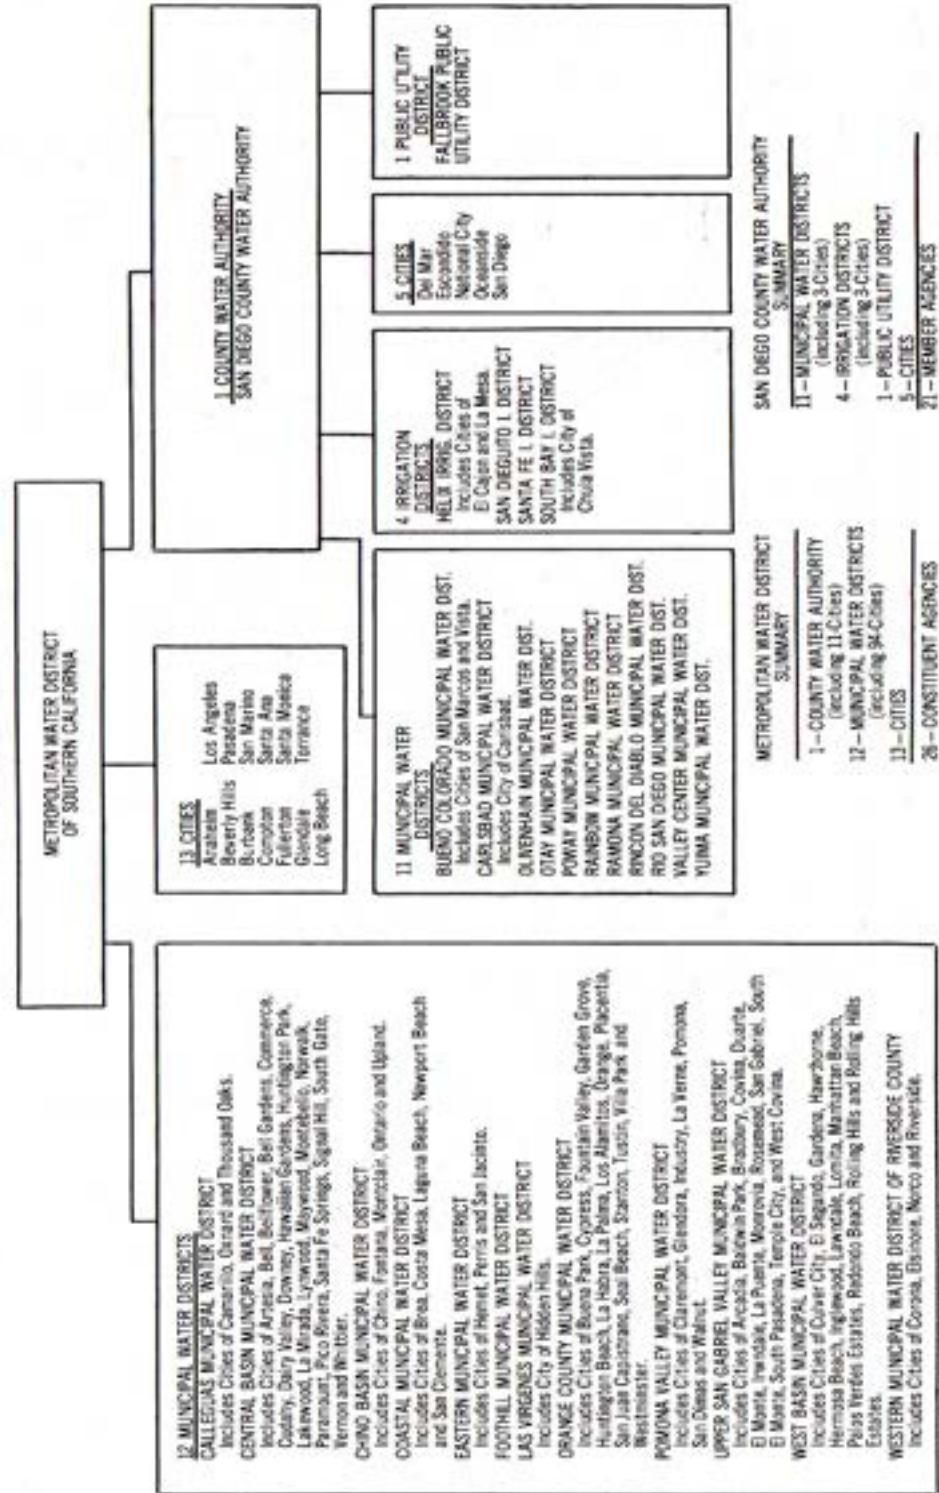 METROPOLITAN WATER DISTRICT
OF SOUTHERN CALIFORNIA
12 MUNICIPAL WATER DISTRICTS
CALLEGUAS MUNICIPAL WATER DISTRICT
Includes Cities of Camarillo, Oxnard and Thousand Oaks.
CENTRAL BASIN MUNICIPAL WATER DISTRICT
Includes Cities of Artesia, Bell, Bellflower, Bell Gardens, Commerce,
Cudahy, Dairy Valley, Downey, Hawaiian Gardens, Huntington Park,
Lakewood, La Mirada, Lynwood, Maywood, Montebello, Norwalk,
Paramount, Pico Rivera, Santa Fe Springs, Signal Hill, South Gate,
Vernon and Whittier.
CHINO BASIN MUNICIPAL WATER DISTRICT
Includes Cities of Chino, Fontana, Montclair, Ontario and Upland.
COASTAL MUNICIPAL WATER DISTRICT
Includes Cities of Brea, Costa Mesa, Laguna Beach, Newport Beach
and San Clemente.
EASTERN MUNICIPAL WATER DISTRICT
Includes Cities of Hemet, Perris and San Jacinto.
FOOTHILL MUNICIPAL WATER DISTRICT
LAS VIRGENES MUNICIPAL WATER DISTRICT
Includes City of Hidden Hills.
ORANGE COUNTY MUNICIPAL WATER DISTRICT
Includes Cities of Buena Park, Cypress, Fountain Valley, Garden Grove,
Huntington Beach, La Habra, La Palma, Los Alamitos, Orange, Placentia,
San Juan Capistrano, Seal Beach, Stanton, Tustin, Villa Park and
Westminster.
POMONA VALLEY MUNICIPAL WATER DISTRICT
Includes Cities of Claremont, Glendora, Industry, La Verne, Pomona,
San Dimas and Walnut.
UPPER SAN GABRIEL VALLEY MUNICIPAL WATER DISTRICT
Includes Cities of Arcadia, Baldwin Park, Bradbury, Covina, Duarte,
El Monte, Irwindale, La Puente, Monrovia, Rosemead, San Gabriel, South
El Monte, South Pasadena, Temple City, and West Covina.
WEST BASIN MUNICIPAL WATER DISTRICT
Includes Cities of Culver City, El Segundo, Gardena, Hawthorne,
Hermosa Beach, Inglewood, Lawndale, Lomita, Manhattan Beach,
Palos Verdes Estates, Redondo Beach, Rolling Hills and Rolling Hills
Estates.
WESTERN MUNICIPAL WATER DISTRICT OF RIVERSIDE COUNTY
Includes Cities of Corona, Elsinore, Norco and Riverside.
13 CITIES
Anaheim Los Angeles
Beverly Hills Pasadena
Burbank San Marino
Compton Santa Ana
Fullerton Santa Monica
Glendale Torrance
Long Beach
1 COUNTY WATER AUTHORITY
SAN DIEGO COUNTY WATER AUTHORITY
11 MUNICIPAL WATER
DISTRICTS
BUENO COLORADO MUNICIPAL WATER DIST.
Includes Cities of San Marcos and Vista.
CARLSBAD MUNICIPAL WATER DISTRICT
Includes City of Carlsbad.
OLIVENHAIN MUNICIPAL WATER DIST.
OTAY MUNICIPAL WATER DISTRICT
POWAY MUNICIPAL WATER DISTRICT
RAINBOW MUNICIPAL WATER DISTRICT
RAMONA MUNICIPAL WATER DISTRICT
RINCON DEL DIABLO MUNICIPAL WATER DIST.
RIO SAN DIEGO MUNICIPAL WATER DIST.
VALLEY CENTER MUNICIPAL WATER DIST.
YUIMA MUNICIPAL WATER DIST.
4 IRRIGATION
DISTRICTS
HELIX IRRIG. DISTRICT
Includes Cities of
El Cajon and La Mesa.
SAN DIEGUITO I. DISTRICT
SANTA FE I. DISTRICT
SOUTH BAY I. DISTRICT
Includes City of
Chula Vista.
5 CITIES
Del Mar
Escondido
National City
Oceanside
San Diego
1 PUBLIC UTILITY
DISTRICT
FALLBROOK PUBLIC
UTILITY DISTRICT
METROPOLITAN WATER DISTRICT
SUMMARY
1—COUNTY WATER AUTHORITY
(including 11-Cities)
12—MUNICIPAL WATER DISTRICTS
(including 94-Cities)
13—CITIES
26—CONSTITUENT AGENCIES
SAN DIEGO COUNTY WATER AUTHORITY
SUMMARY
11—MUNICIPAL WATER DISTRICTS
(including 3-Cities)
4—IRRIGATION DISTRICTS
(including 3-Cities)
1—PUBLIC UTILITY DISTRICT
5—CITIES
21—MEMBER AGENCIES